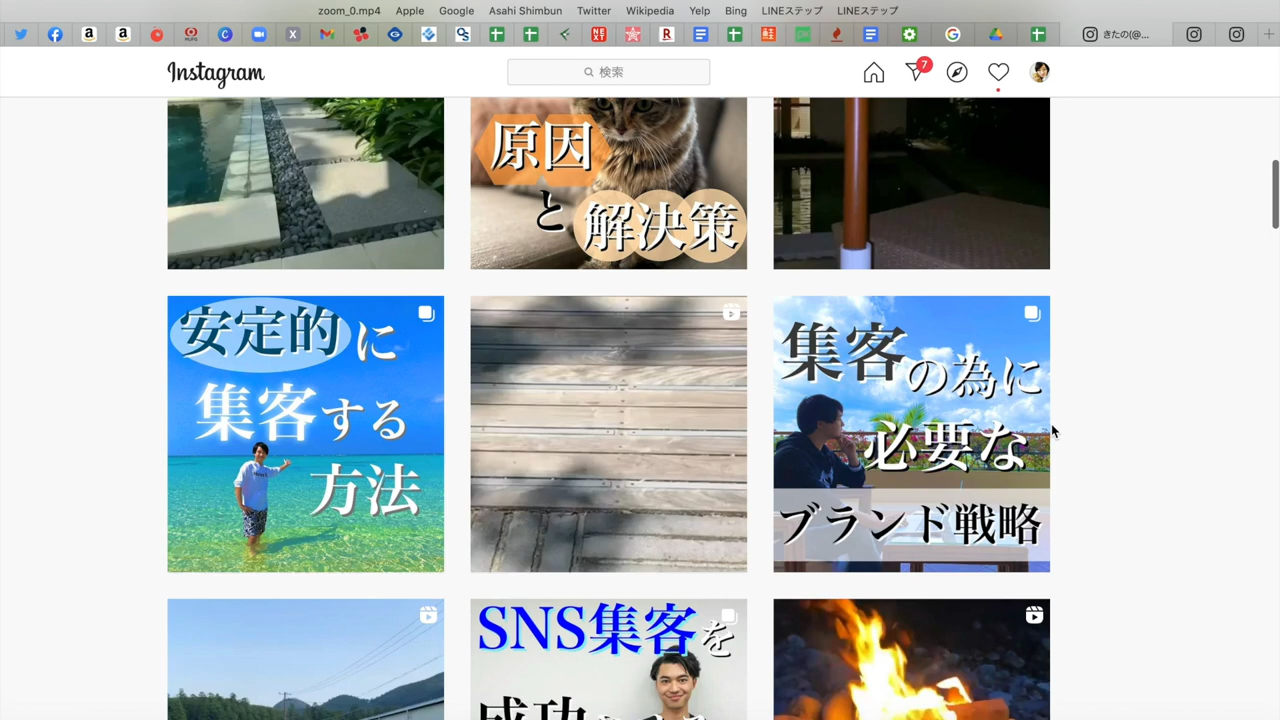 zoom_0.mp4 Apple Google Asahi Shimbun Twitter Wikipedia Yelp Bing LINEステップ LINEステップ
きたの(@...
Instagram
検索
7
原因
と
解決策
安定的に
集客する
方法
集客の為に
必要な
ブランド戦略
SNS集客を